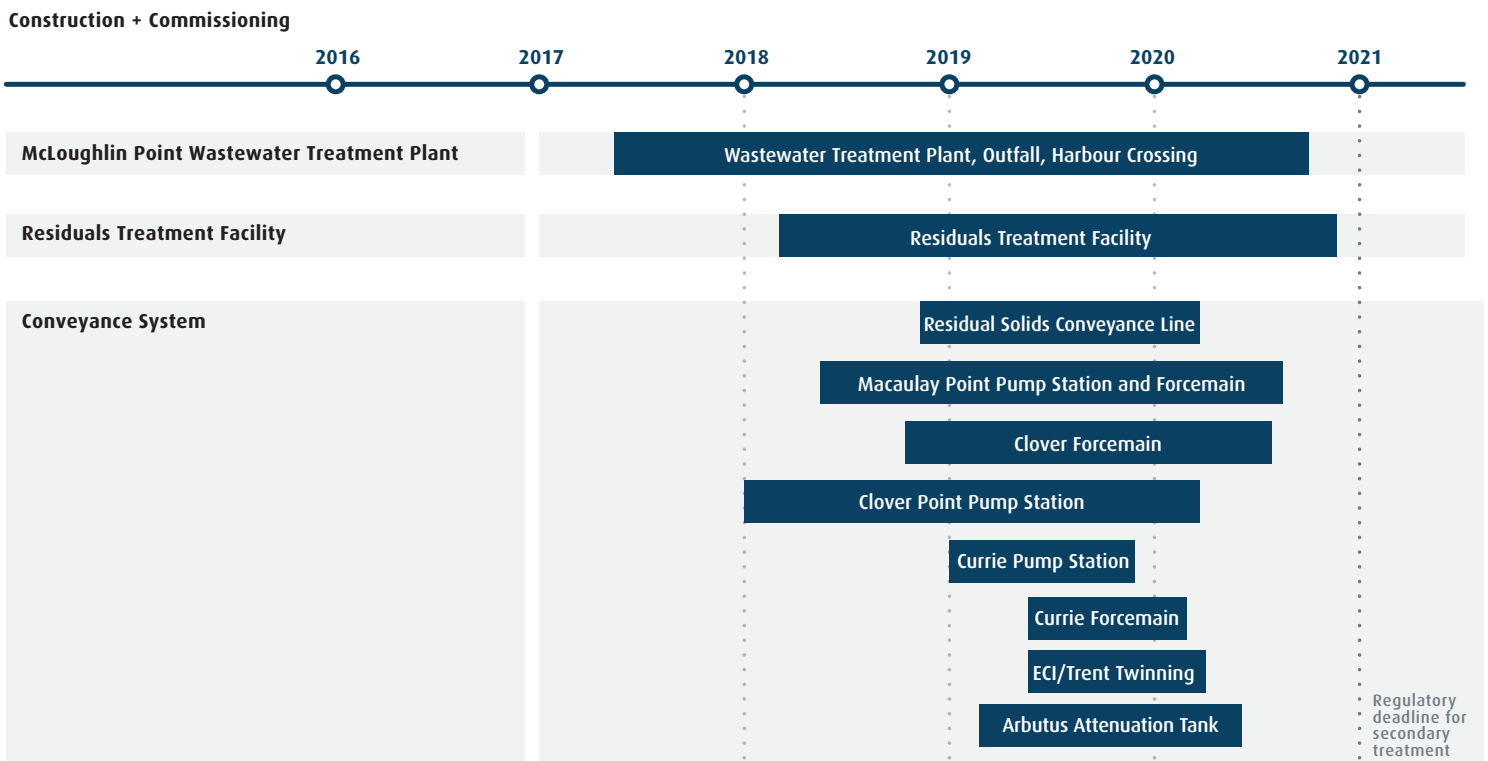 Construction + Commissioning
2016 2017 2018 2019 2020 2021
McLoughlin Point Wastewater Treatment Plant
Wastewater Treatment Plant, Outfall, Harbour Crossing
Residuals Treatment Facility
Residuals Treatment Facility
Conveyance System
Residual Solids Conveyance Line
Macaulay Point Pump Station and Forcemain
Clover Forcemain
Clover Point Pump Station
Currie Pump Station
Currie Forcemain
ECI/Trent Twinning
Arbutus Attenuation Tank
Regulatory
deadline for
secondary
treatment